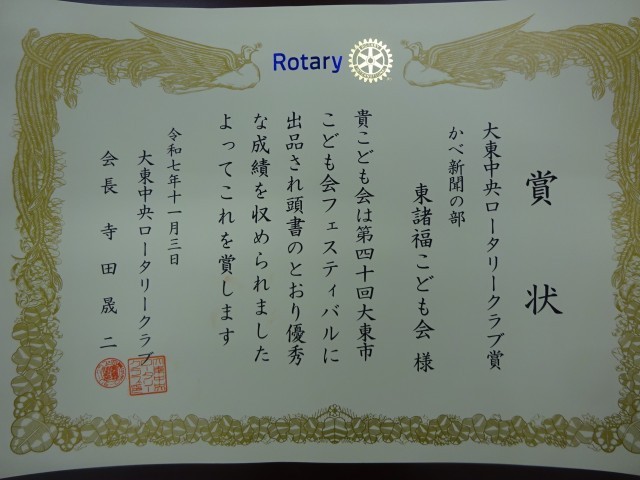 Rotary
賞状
大東中央ロータリークラブ賞
かべ新聞の部
東諸福こども会 様
貴こども会は第四十回大東市
こども会フェスティバルに
出品され頭書のとおり優秀
な成績を収められました
よってこれを賞します
令和七年十一月三日
大東中央ロータリークラブ
会長 寺田晟二